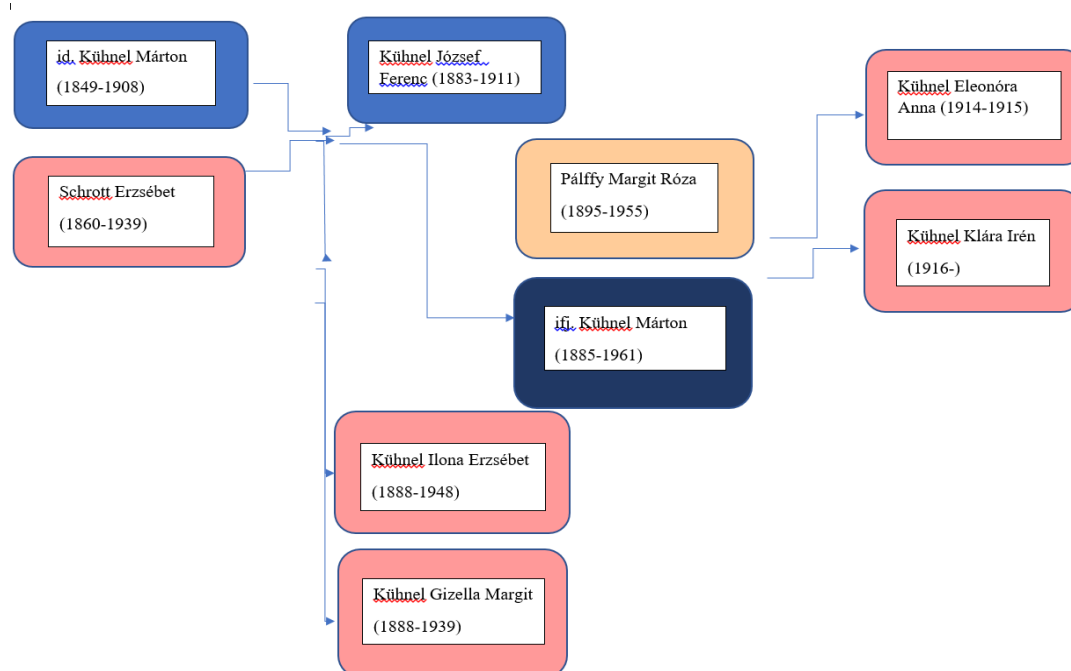 id. Kühnel Márton
(1849-1908)
Kühnel József
Ferenc (1883-1911)
Schrott Erzsébet
(1860-1939)
Pálffy Margit Róza
(1895-1955)
ifj. Kühnel Márton
(1885-1961)
Kühnel Eleonóra
Anna (1914-1915)
Kühnel Klára Irén
(1916-)
Kühnel Ilona Erzsébet
(1888-1948)
Kühnel Gizella Margit
(1888-1939)